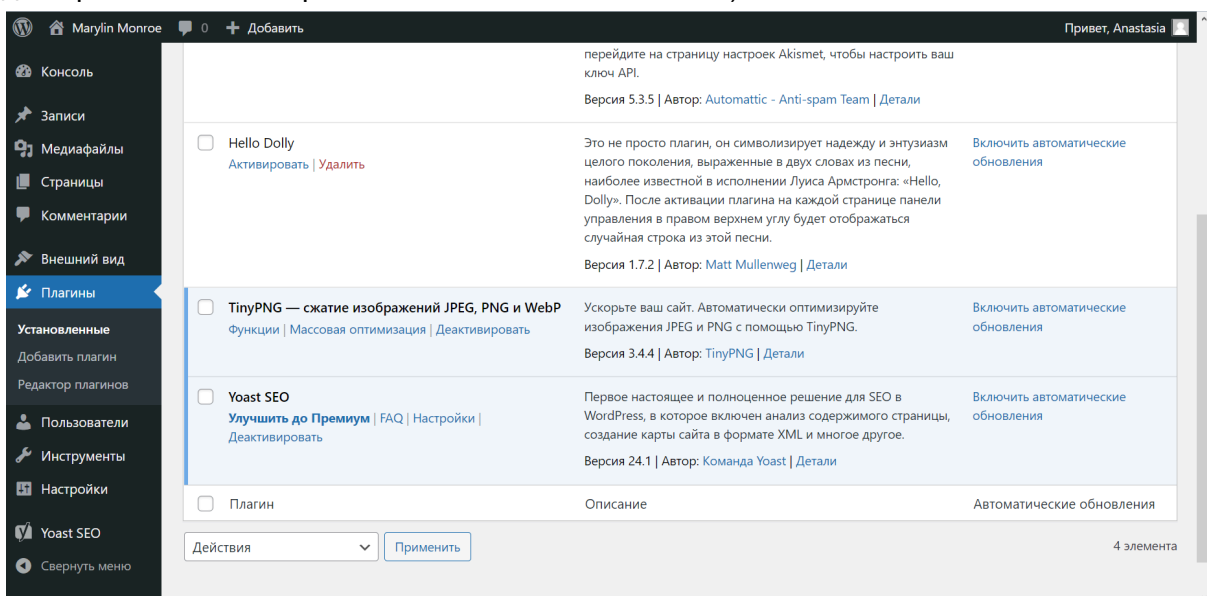 Marylin Monroe 0 Добавить Привет, Anastasia
Консоль
Записи
Медиафайлы
Страницы
Комментарии
Внешний вид
Плагины
Установленные
Добавить плагин
Редактор плагинов
Пользователи
Инструменты
Настройки
Yoast SEO
Свернуть меню
перейдите на страницу настроек Akismet, чтобы настроить ваш
ключ API.
Версия 5.3.5 | Автор: Automattic - Anti-spam Team | Детали
Hello Dolly
Активировать | Удалить
Это не просто плагин, он символизирует надежду и энтузиазм
целого поколения, выраженные в двух словах из песни,
наиболее известной в исполнении Луиса Армстронга: «Hello,
Dolly». После активации плагина на каждой странице панели
управления в правом верхнем углу будет отображаться
случайная строка из этой песни.
Версия 1.7.2 | Автор: Matt Mullenweg | Детали
Включить автоматические
обновления
TinyPNG — сжатие изображений JPEG, PNG и WebP
Функции | Массовая оптимизация | Деактивировать
Ускорьте ваш сайт. Автоматически оптимизируйте
изображения JPEG и PNG с помощью TinyPNG.
Версия 3.4.4 | Автор: TinyPNG | Детали
Включить автоматические
обновления
Yoast SEO
Улучшить до Премиум | FAQ | Настройки |
Деактивировать
Первое настоящее и полноценное решение для SEO в
WordPress, в которое включен анализ содержимого страницы,
создание карты сайта в формате XML и многое другое.
Версия 24.1 | Автор: Команда Yoast | Детали
Включить автоматические
обновления
Плагин Описание Автоматические обновления
Действия Применить 4 элемента